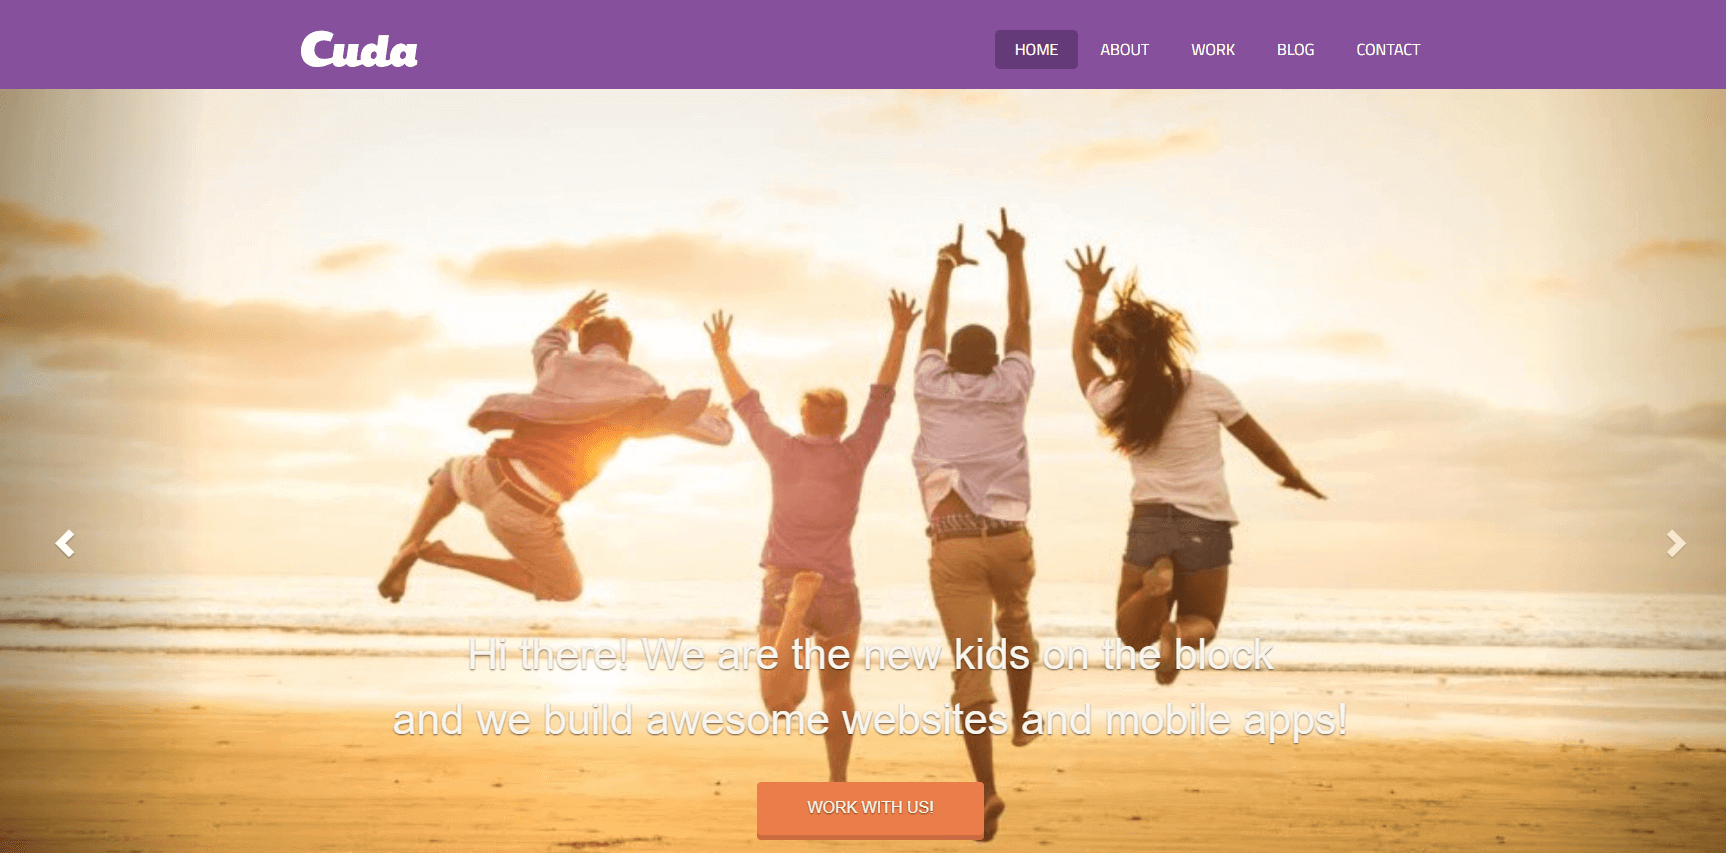 Cuda
HOME ABOUT WORK BLOG CONTACT
Hi there! We are the new kids on the block
and we build awesome websites and mobile apps!
WORK WITH US!